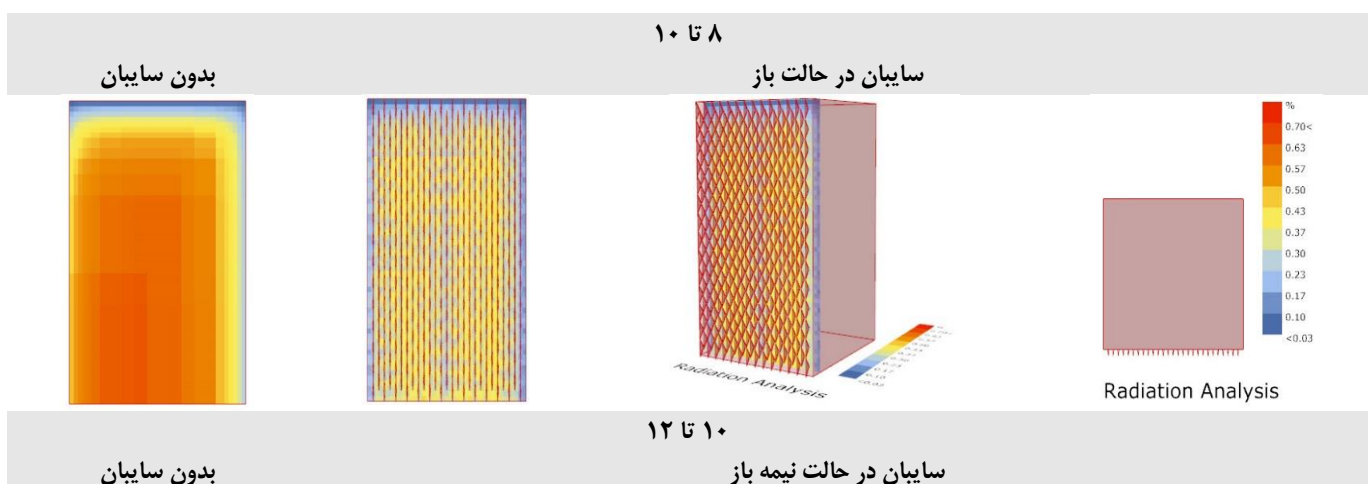 ۸ تا ۱۰
سایبان در حالت باز
بدون سایبان
%
0.70<
0.63
0.57
0.50
0.43
0.37
0.30
0.23
0.17
0.10
<0.03
Radiation Analysis
Radiation Analysis
۱۰ تا ۱۲
سایبان در حالت نیمه باز
بدون سایبان